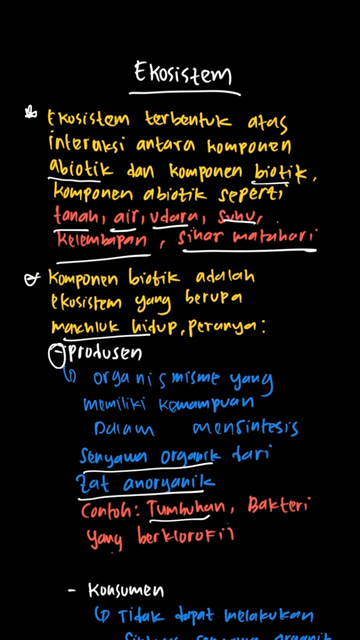 Ekosistem
Ekosistem terbentuk atas
interaksi antara komponen
abiotik dan komponen biotik,
komponen abiotik seperti
tanah, air, udara, suhu,
kelembapan, sinar matahari
Komponen biotik adalah
ekosistem yang berupa
makhluk hidup, peranya:
- Produsen
organismisme yang
memiliki kemampuan
Dalam mensintesis
Senyawa organik dari
Zat anorganik
Contoh: Tumbuhan, Bakteri
yang berklorofil
- Konsumen
Tidak dapat melakukan